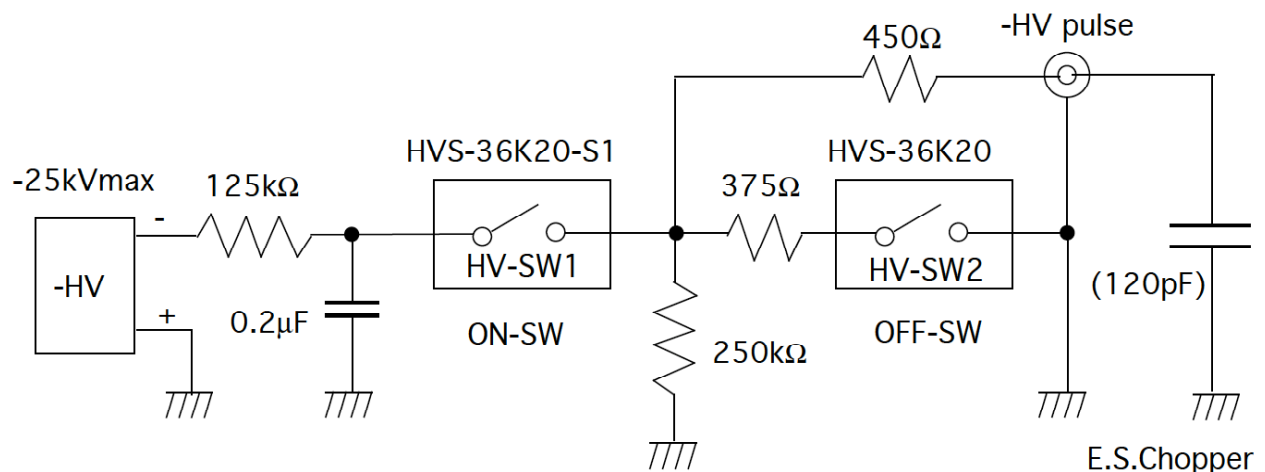 450Ω
-HV pulse
HVS-36K20-S1
HVS-36K20
-25kVmax
125kΩ
375Ω
-
-HV
HV-SW1
HV-SW2
(120pF)
+
0.2μF
ON-SW
250kΩ
OFF-SW
E.S.Chopper